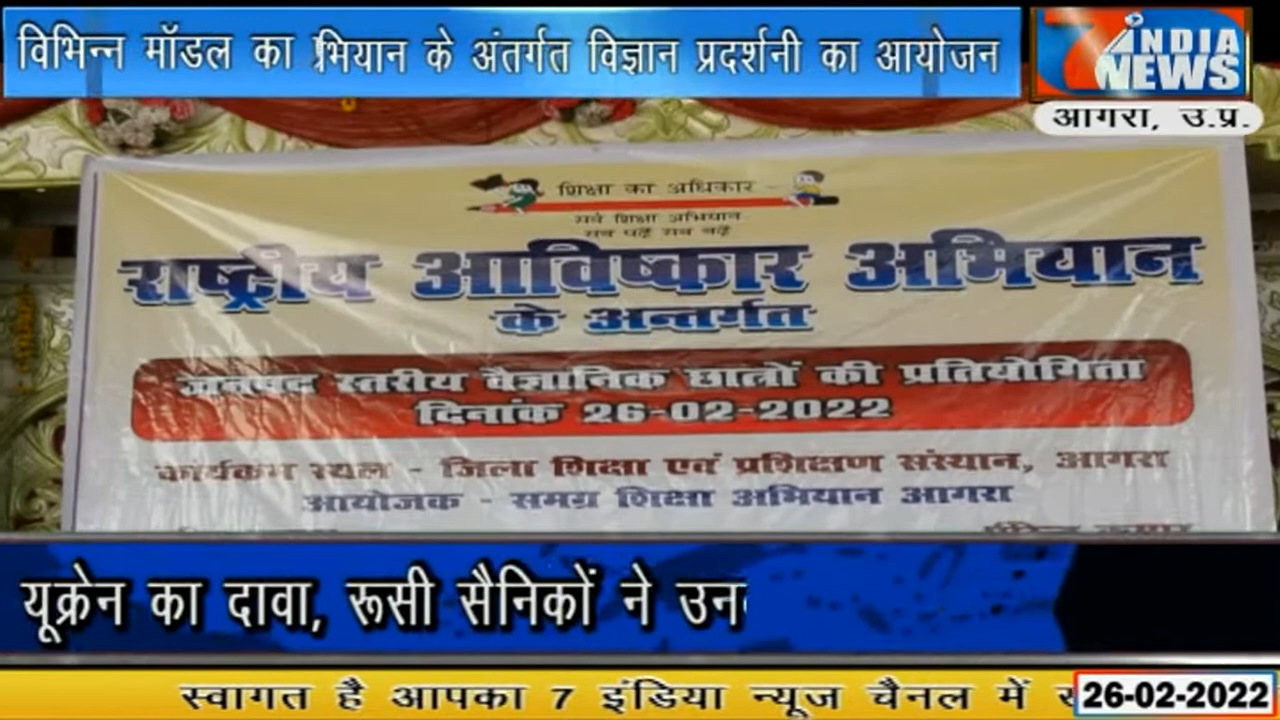 विभिन्न मॉडल का भियान के अंतर्गत विज्ञान प्रदर्शनी का आयोजन
7 INDIA NEWS
आगरा, उ.प्र.
शिक्षा का अधिकार
सर्व शिक्षा अभियान
सब पढ़ें सब बढ़ें
राष्ट्रीय आविष्कार अभियान
के अन्तर्गत
जनपद स्तरीय वैज्ञानिक छात्रों की प्रतियोगिता
दिनांक 26-02-2022
कार्यक्रम स्थल - जिला शिक्षा एवं प्रशिक्षण संस्थान, आगरा
आयोजक - समग्र शिक्षा अभियान आगरा
यूक्रेन का दावा, रूसी सैनिकों ने
स्वागत है आपका 7 इंडिया न्यूज चैनल में
26-02-2022